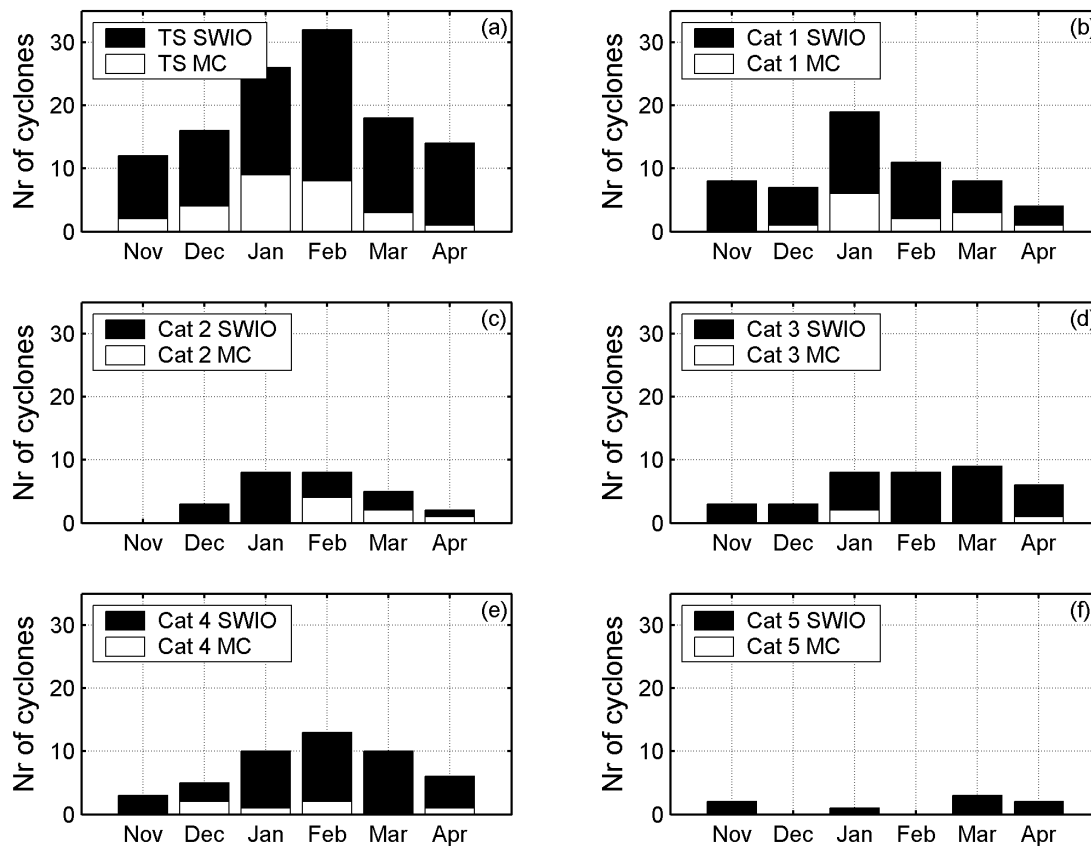 (a)
TS SWIO
TS MC
Nr of cyclones
30
20
10
0
Nov Dec Jan Feb Mar Apr
(b)
Cat 1 SWIO
Cat 1 MC
Nr of cyclones
30
20
10
0
Nov Dec Jan Feb Mar Apr
(c)
Cat 2 SWIO
Cat 2 MC
Nr of cyclones
30
20
10
0
Nov Dec Jan Feb Mar Apr
(d)
Cat 3 SWIO
Cat 3 MC
Nr of cyclones
30
20
10
0
Nov Dec Jan Feb Mar Apr
(e)
Cat 4 SWIO
Cat 4 MC
Nr of cyclones
30
20
10
0
Nov Dec Jan Feb Mar Apr
(f)
Cat 5 SWIO
Cat 5 MC
Nr of cyclones
30
20
10
0
Nov Dec Jan Feb Mar Apr